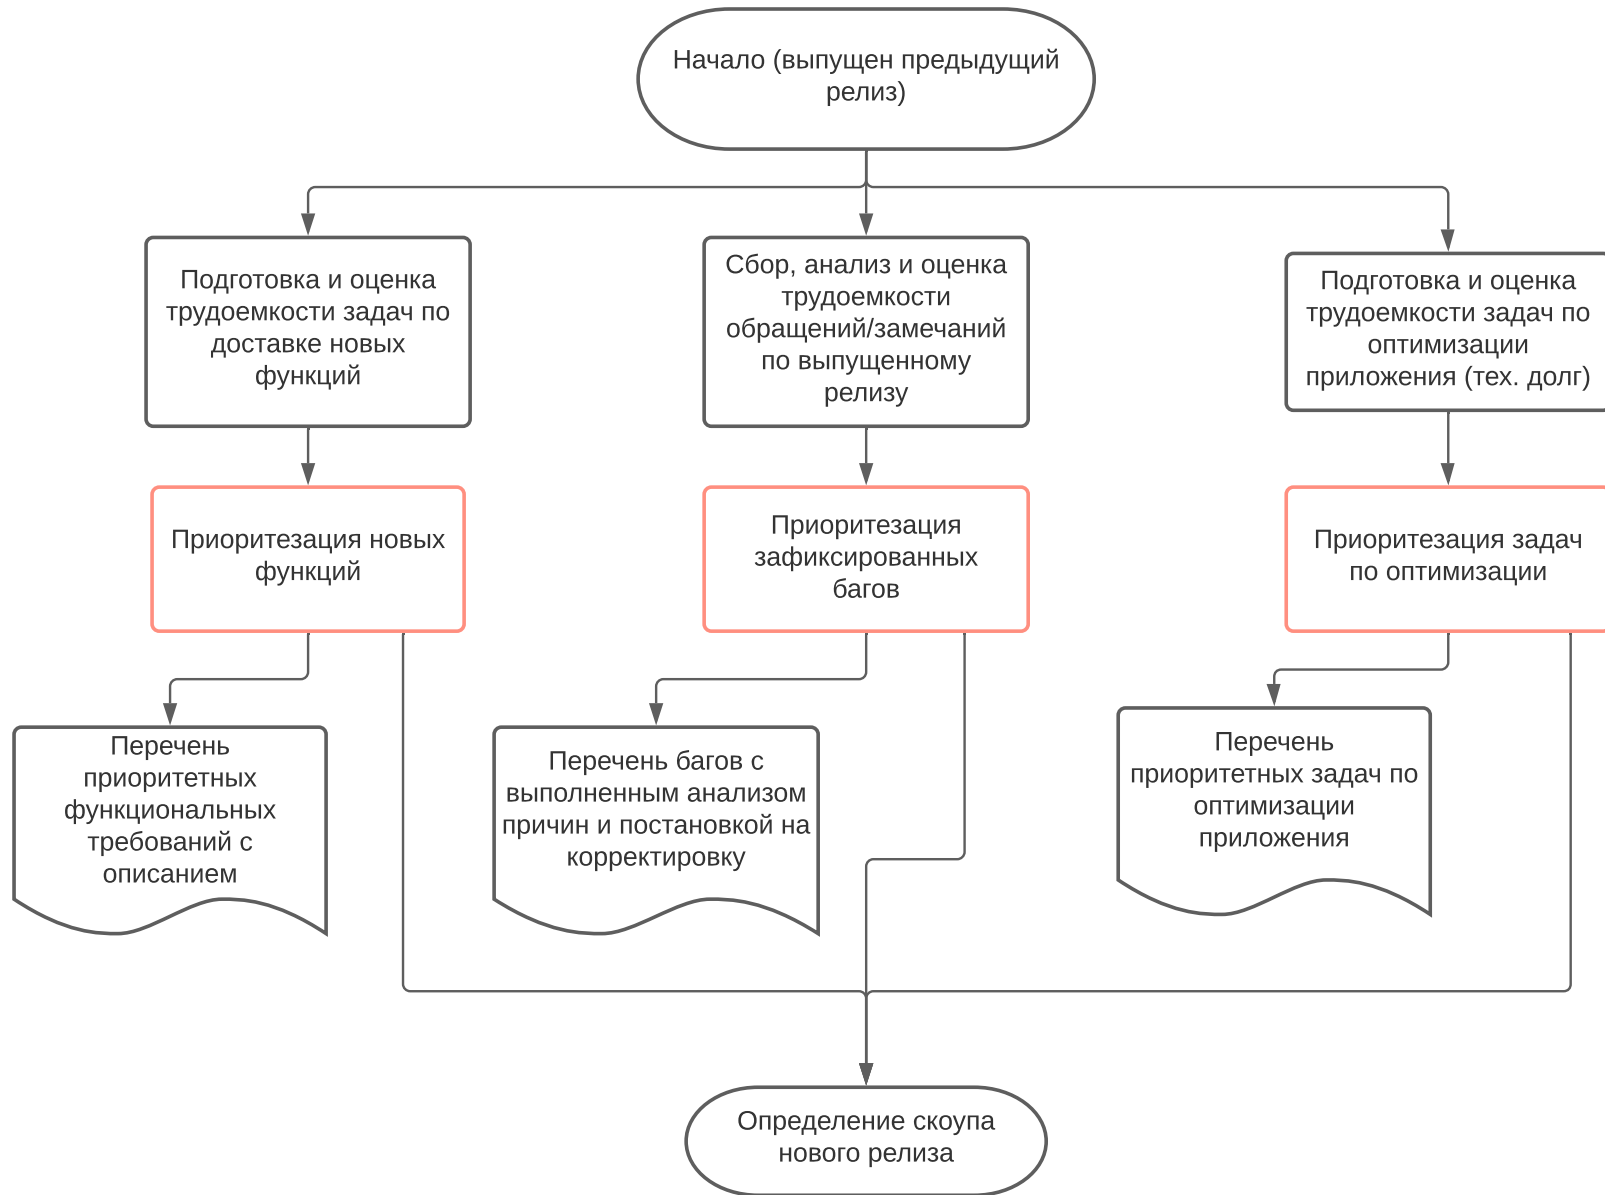 Начало (выпущен предыдущий
релиз)
Подготовка и оценка
трудоемкости задач по
доставке новых
функций
Сбор, анализ и оценка
трудоемкости
обращений/замечаний
по выпущенному
релизу
Подготовка и оценка
трудоемкости задач по
оптимизации
приложения (тех. долг)
Приоритезация новых
функций
Приоритезация
зафиксированных
багов
Приоритезация задач
по оптимизации
Перечень
приоритетных
функциональных
требований с
описанием
Перечень багов с
выполненным анализом
причин и постановкой на
корректировку
Перечень
приоритетных задач по
оптимизации
приложения
Определение скоупа
нового релиза